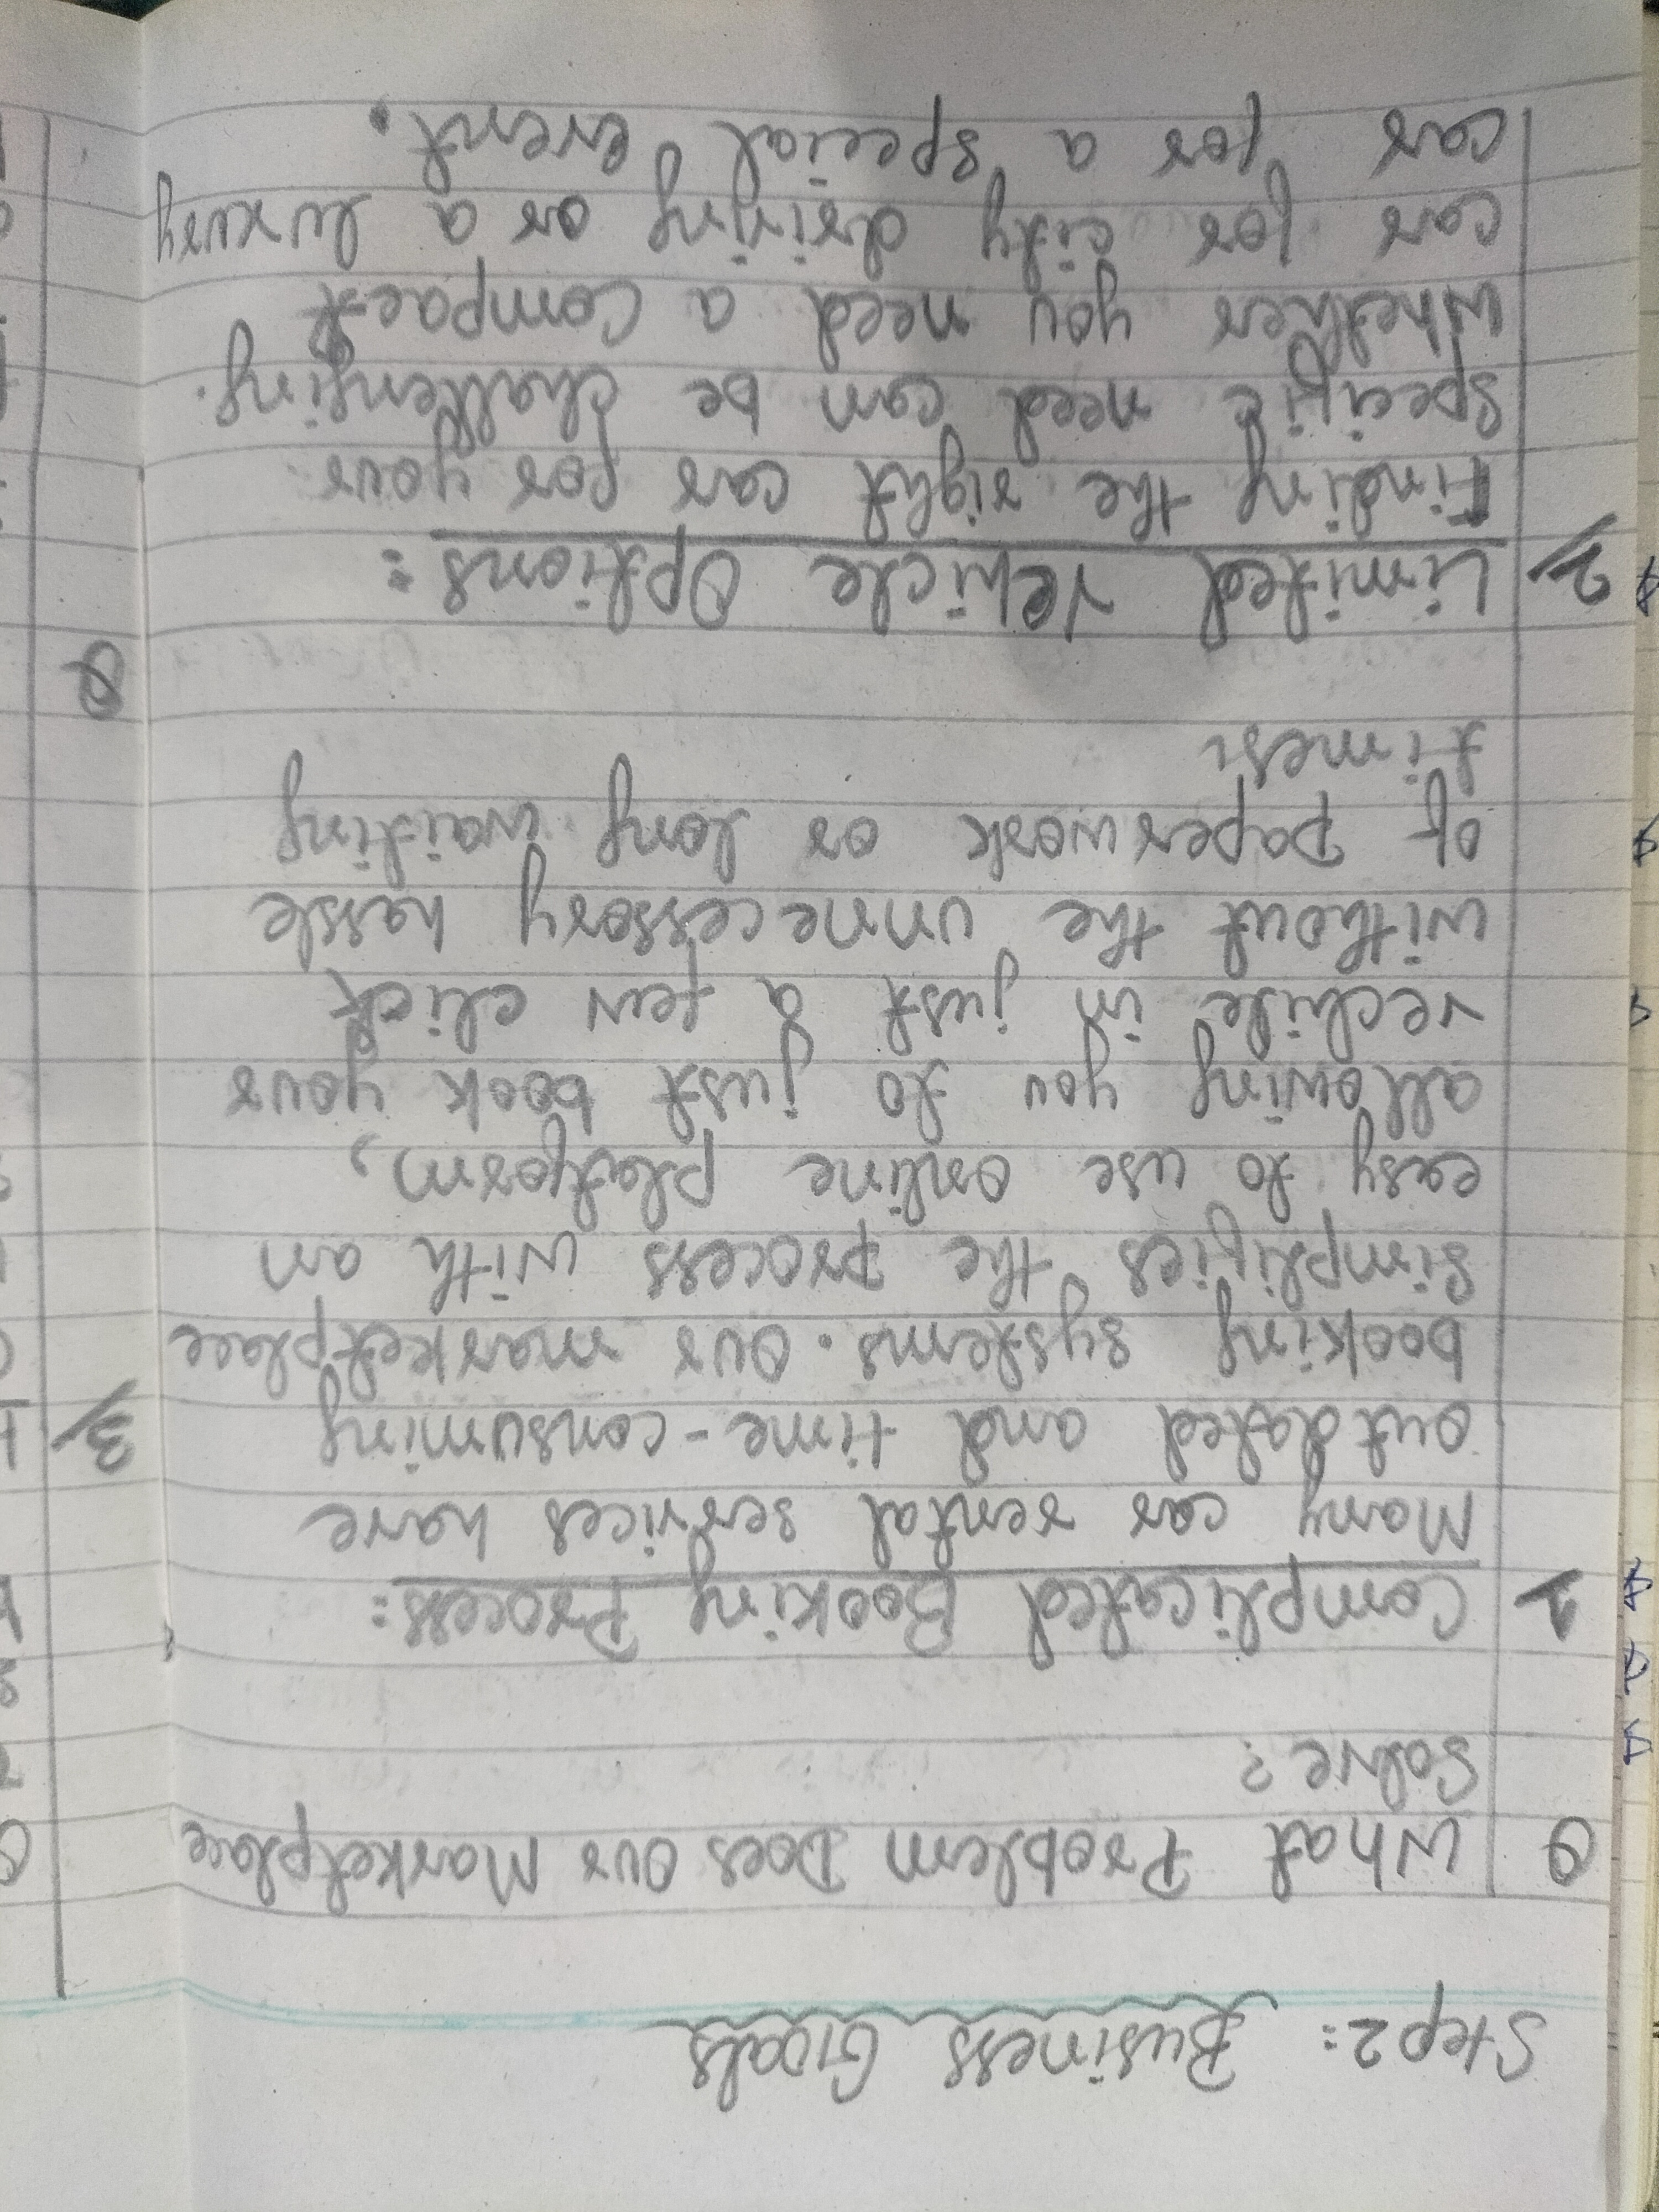 Step 2: Business Goals
Q What Problem Does Our Marketplace
Solve?
1 Complicated Booking Process:
Many car rental services have
outdated and time-consuming
booking systems. Our marketplace
Simplifies the process with an
easy to use online platform,
allowing you to just book your
vechile in just a few click
without the unnecessory hassle
of paperwork or long waiting
times.
2 Limited Vehicle Options:
Finding the right car for your
specific need can be challenging.
Whether you need a Compact
car for city driving or a luxury
car for a special event.
3
Q